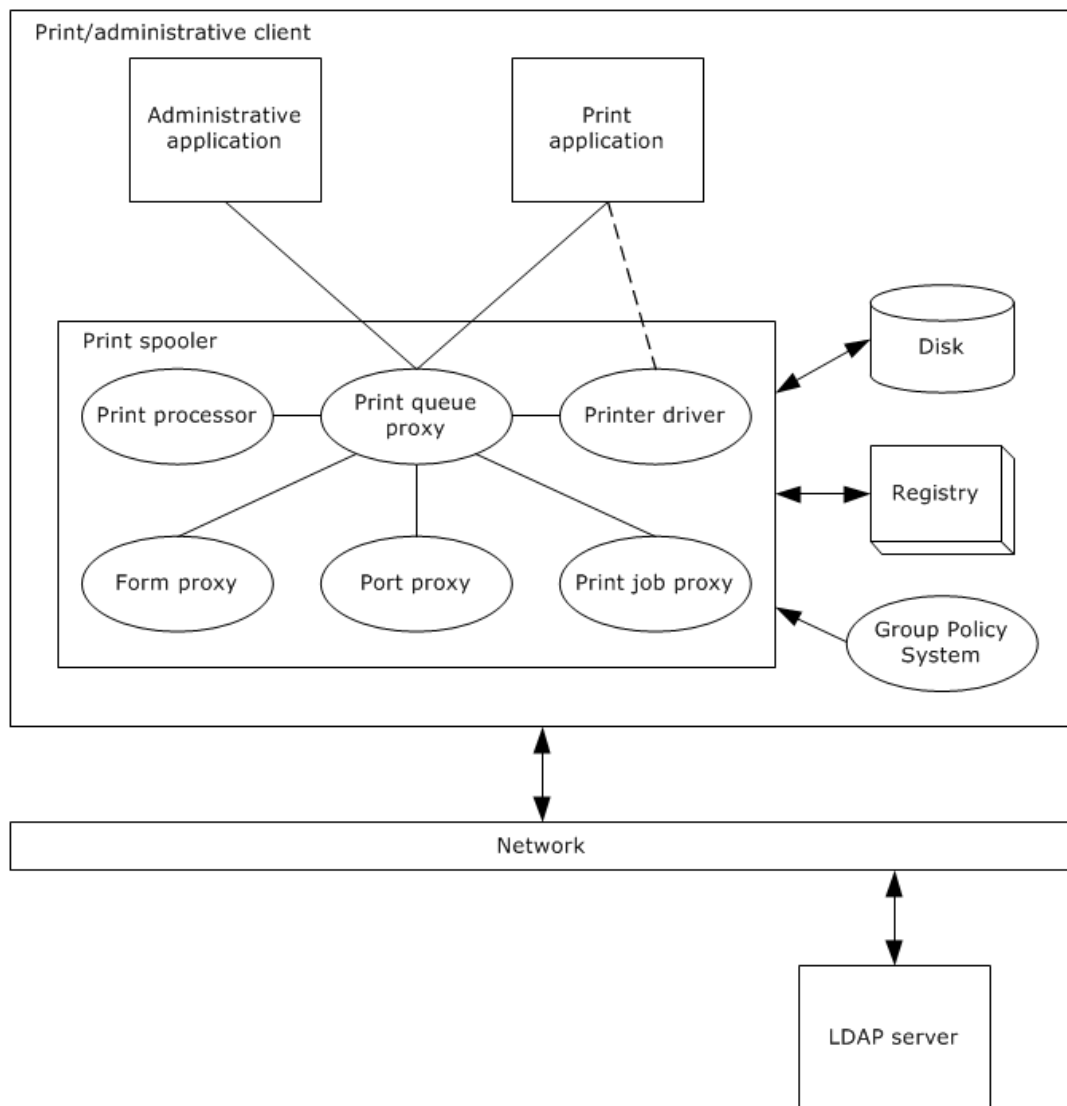 Print/administrative client
Administrative
application
Print
application
Print spooler
Disk
Print processor
Print queue
proxy
Printer driver
Registry
Form proxy
Port proxy
Print job proxy
Group Policy
System
Network
LDAP server